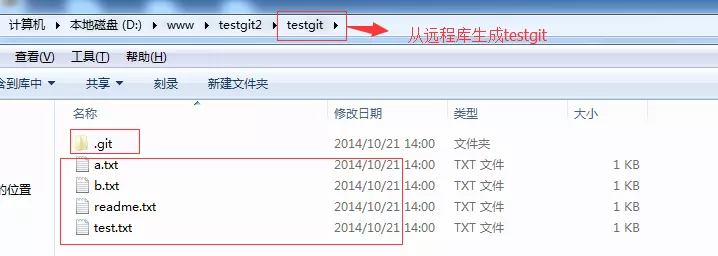 计算机 ▸ 本地磁盘 (D:) ▸ www ▸ testgit2 ▸ testgit ▸
从远程库生成testgit
查看(V) 工具(T) 帮助(H)
含到库中 ▾ 共享 ▾ 刻录 新建文件夹
名称 修改日期 类型 大小
.git 2014/10/21 14:00 文件夹
a.txt 2014/10/21 14:00 TXT 文件 1 KB
b.txt 2014/10/21 14:00 TXT 文件 1 KB
的位置
readme.txt 2014/10/21 14:00 TXT 文件 1 KB
test.txt 2014/10/21 14:00 TXT 文件 1 KB